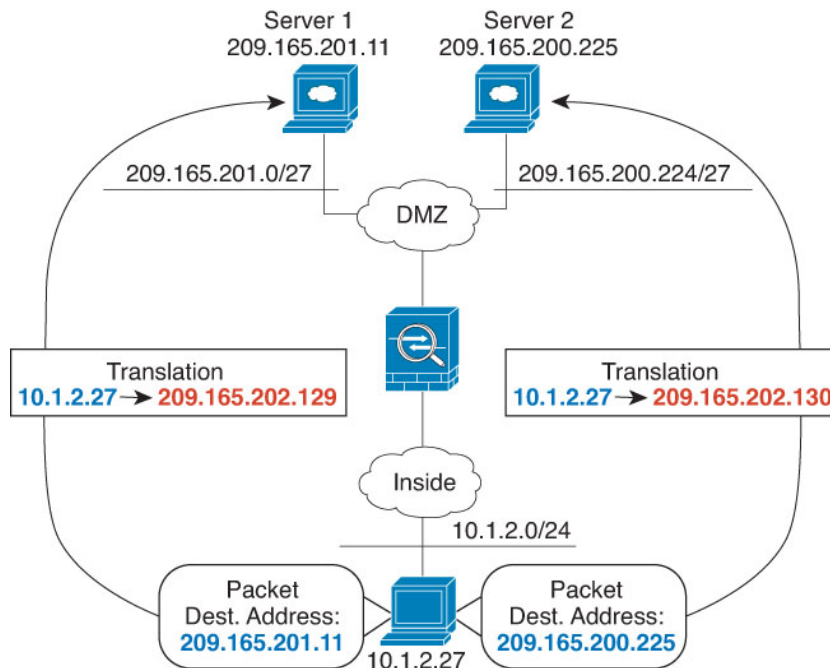 Server 1
209.165.201.11
Server 2
209.165.200.225
209.165.201.0/27
209.165.200.224/27
DMZ
Translation
10.1.2.27 → 209.165.202.129
Translation
10.1.2.27 → 209.165.202.130
Inside
10.1.2.0/24
Packet
Dest. Address:
209.165.201.11
Packet
Dest. Address:
209.165.200.225
10.1.2.27